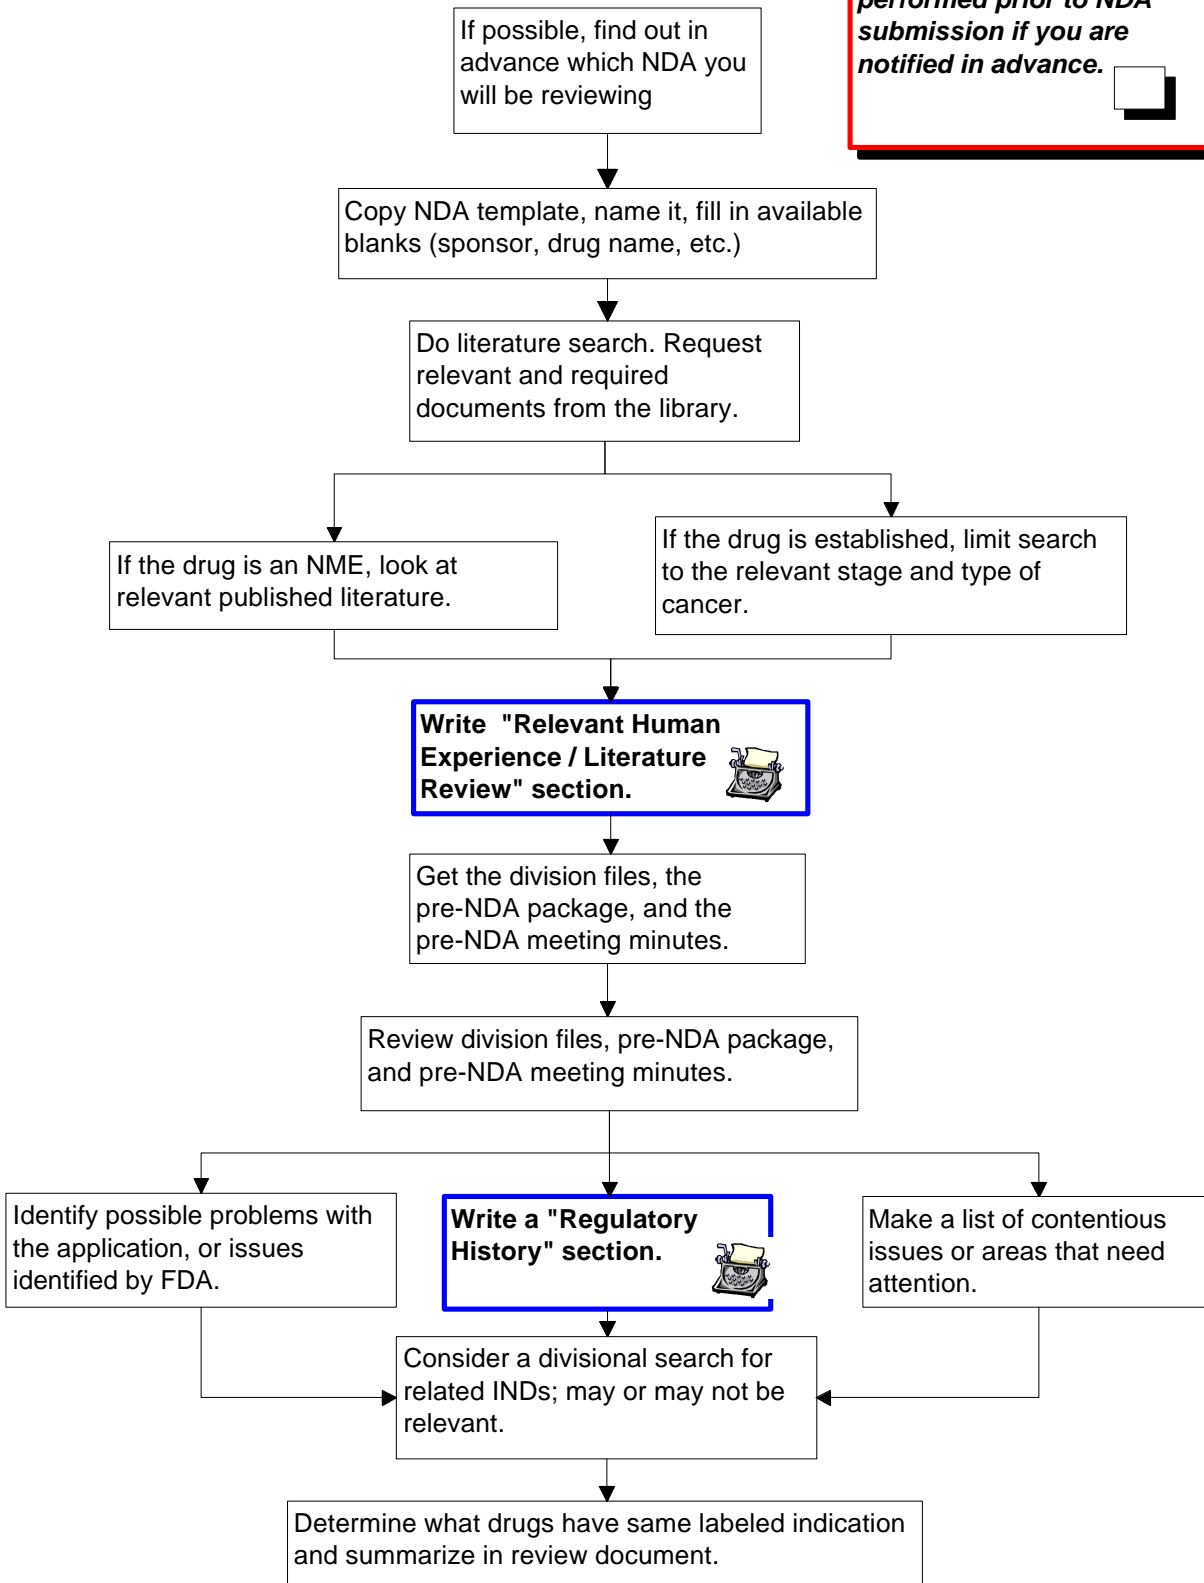 If possible, find out in
advance which NDA you
will be reviewing
performed prior to NDA
submission if you are
notified in advance.
Copy NDA template, name it, fill in available
blanks (sponsor, drug name, etc.)
Do literature search. Request
relevant and required
documents from the library.
If the drug is an NME, look at
relevant published literature.
If the drug is established, limit search
to the relevant stage and type of
cancer.
Write "Relevant Human
Experience / Literature
Review" section.
Get the division files, the
pre-NDA package, and the
pre-NDA meeting minutes.
Review division files, pre-NDA package,
and pre-NDA meeting minutes.
Identify possible problems with
the application, or issues
identified by FDA.
Write a "Regulatory
History" section.
Make a list of contentious
issues or areas that need
attention.
Consider a divisional search for
related INDs; may or may not be
relevant.
Determine what drugs have same labeled indication
and summarize in review document.